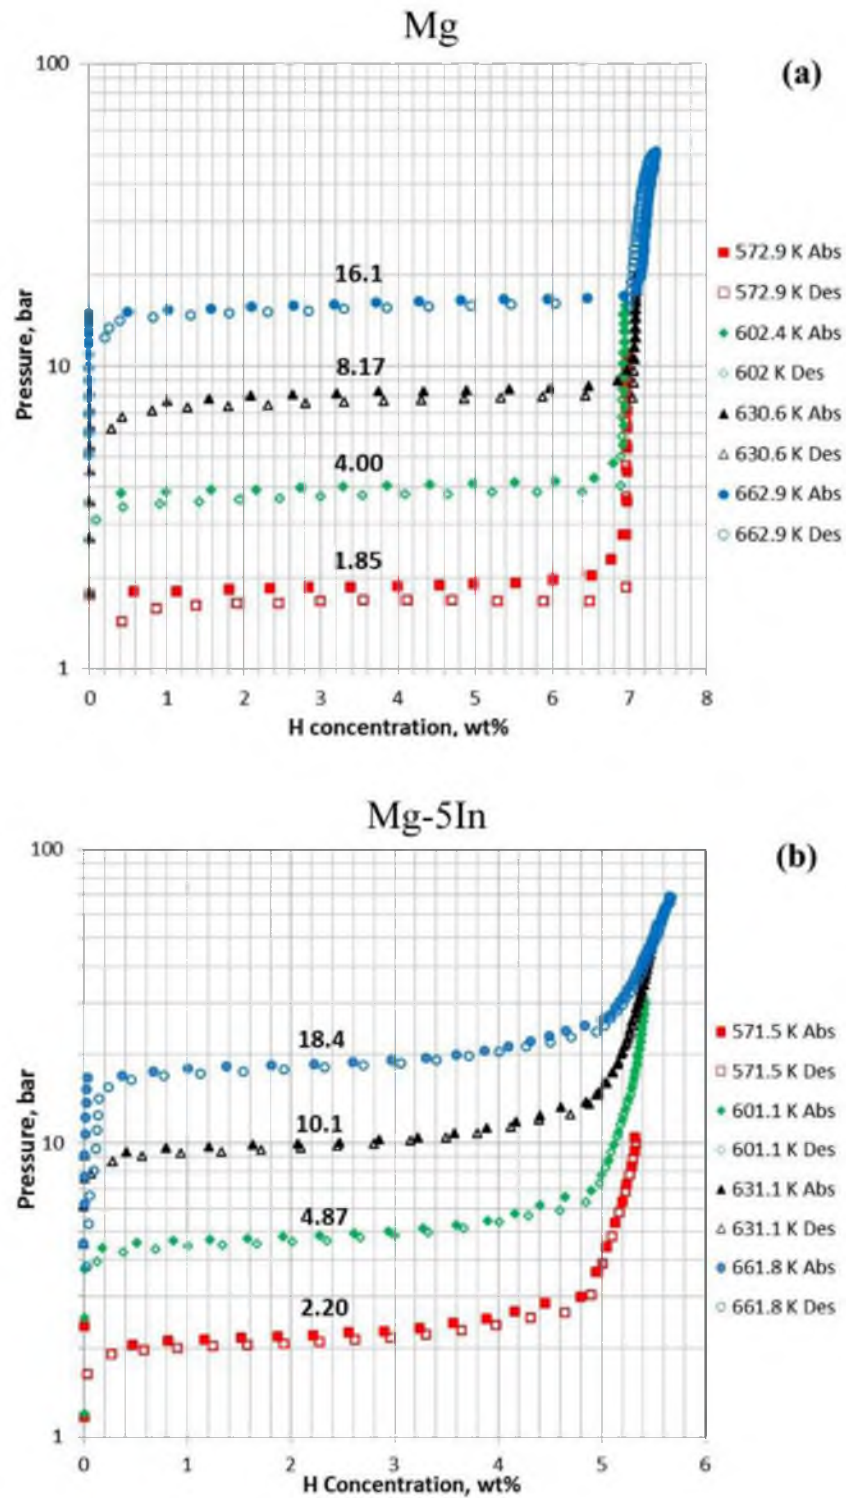 Mg
(a)
100
10
1
Pressure, bar
16.1
8.17
4.00
1.85
0 1 2 3 4 5 6 7 8
H concentration, wt%
572.9 K Abs
572.9 K Des
602.4 K Abs
602 K Des
630.6 K Abs
630.6 K Des
662.9 K Abs
662.9 K Des
Mg-5In
(b)
100
10
1
Pressure, bar
18.4
10.1
4.87
2.20
0 1 2 3 4 5 6
H Concentration, wt%
571.5 K Abs
571.5 K Des
601.1 K Abs
601.1 K Des
631.1 K Abs
631.1 K Des
661.8 K Abs
661.8 K Des